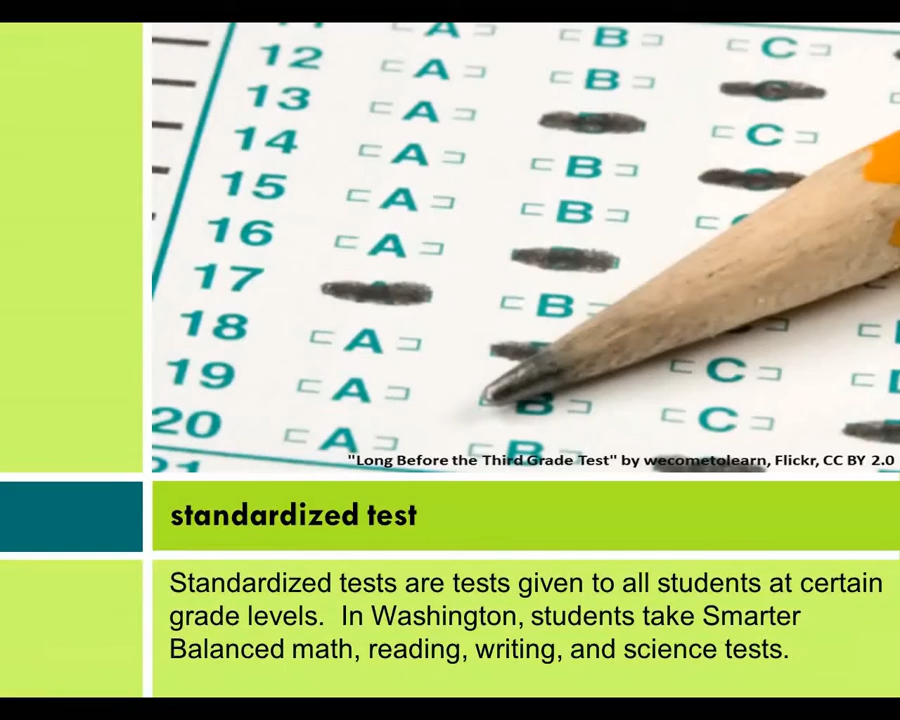 A B C
12 A B
13 A C
14 A B
15 A B
16 A
17 B
18 A C
19 A B C
20 A B
21
"Long Before the Third Grade Test" by wecometolearn, Flickr, CC BY 2.0
standardized test
Standardized tests are tests given to all students at certain
grade levels. In Washington, students take Smarter
Balanced math, reading, writing, and science tests.